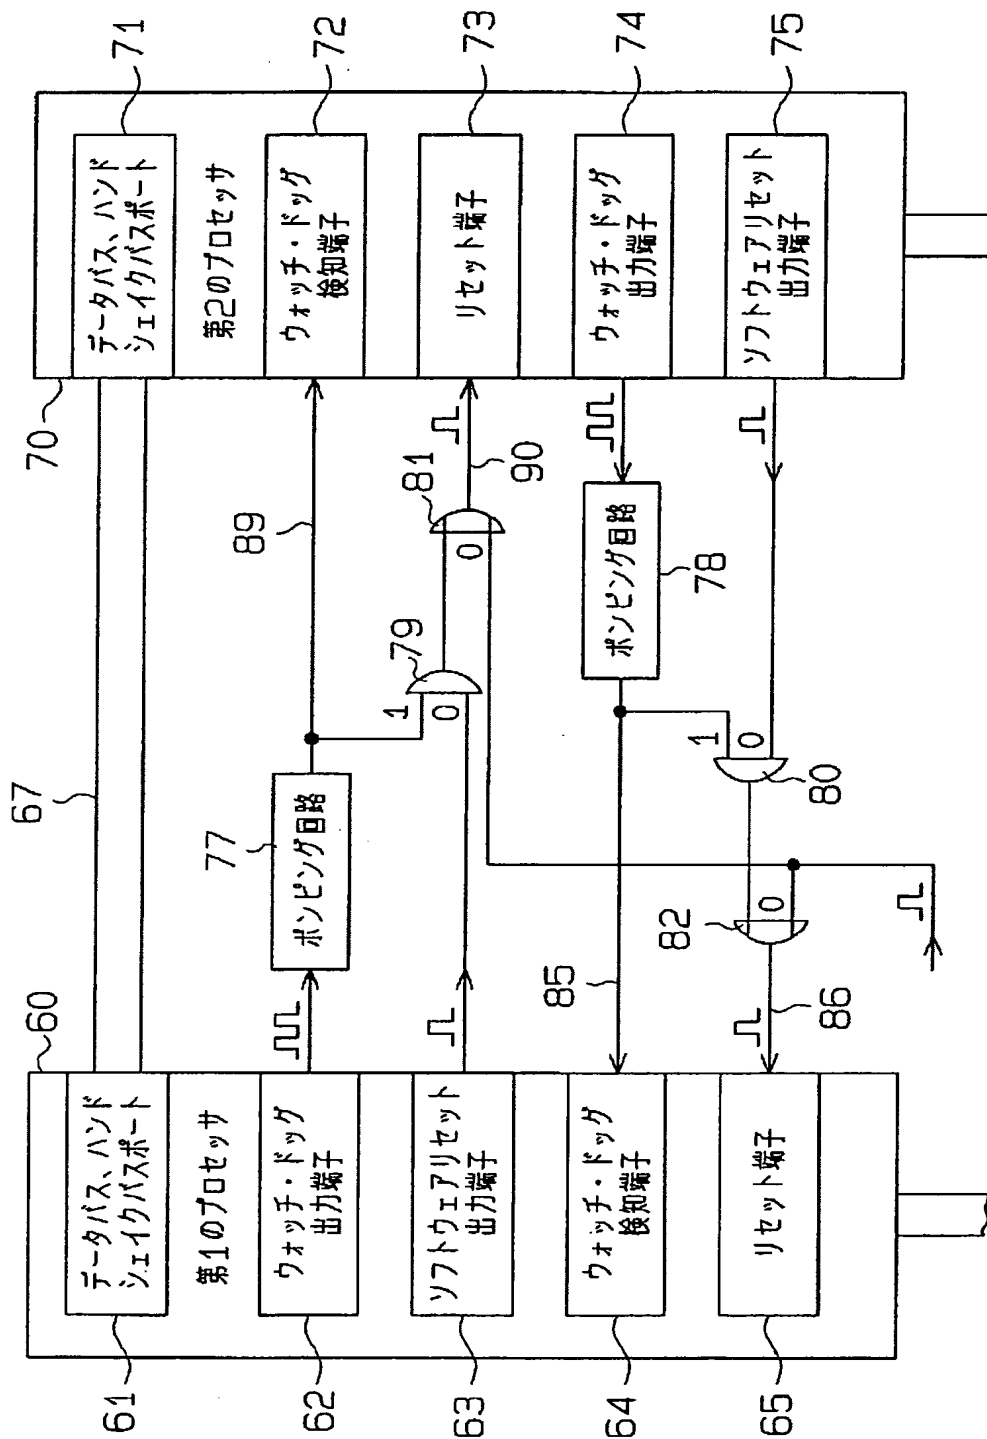 60
データバス、ハンド
シェイクバスポート
61
第1のプロセッサ
ウォッチ・ドッグ
出力端子
62
ソフトウェアリセット
出力端子
63
ウォッチ・ドッグ
検知端子
64
リセット端子
65
67
77
ポンピング回路
89
1
0
79
81
0
90
85
ポンピング回路
78
1
0
80
82
0
86
70
データバス、ハンド
シェイクバスポート
71
第2のプロセッサ
ウォッチ・ドッグ
検知端子
72
リセット端子
73
ウォッチ・ドッグ
出力端子
74
ソフトウェアリセット
出力端子
75